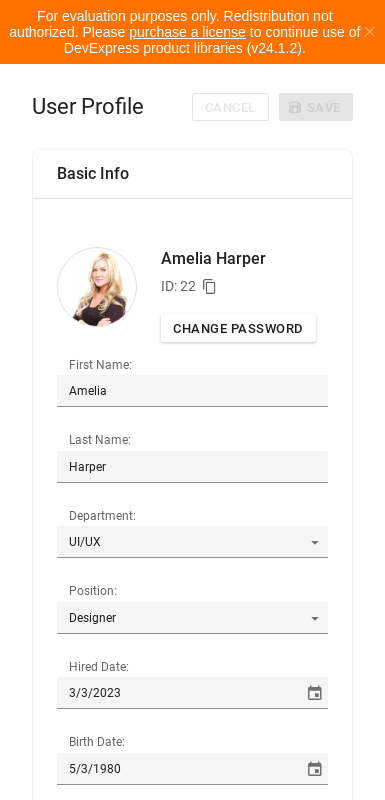 For evaluation purposes only. Redistribution not
authorized. Please purchase a license to continue use of
DevExpress product libraries (v24.1.2).
User Profile
CANCEL
SAVE
Basic Info
Amelia Harper
ID: 22
CHANGE PASSWORD
First Name:
Amelia
Last Name:
Harper
Department:
UI/UX
Position:
Designer
Hired Date:
3/3/2023
Birth Date:
5/3/1980